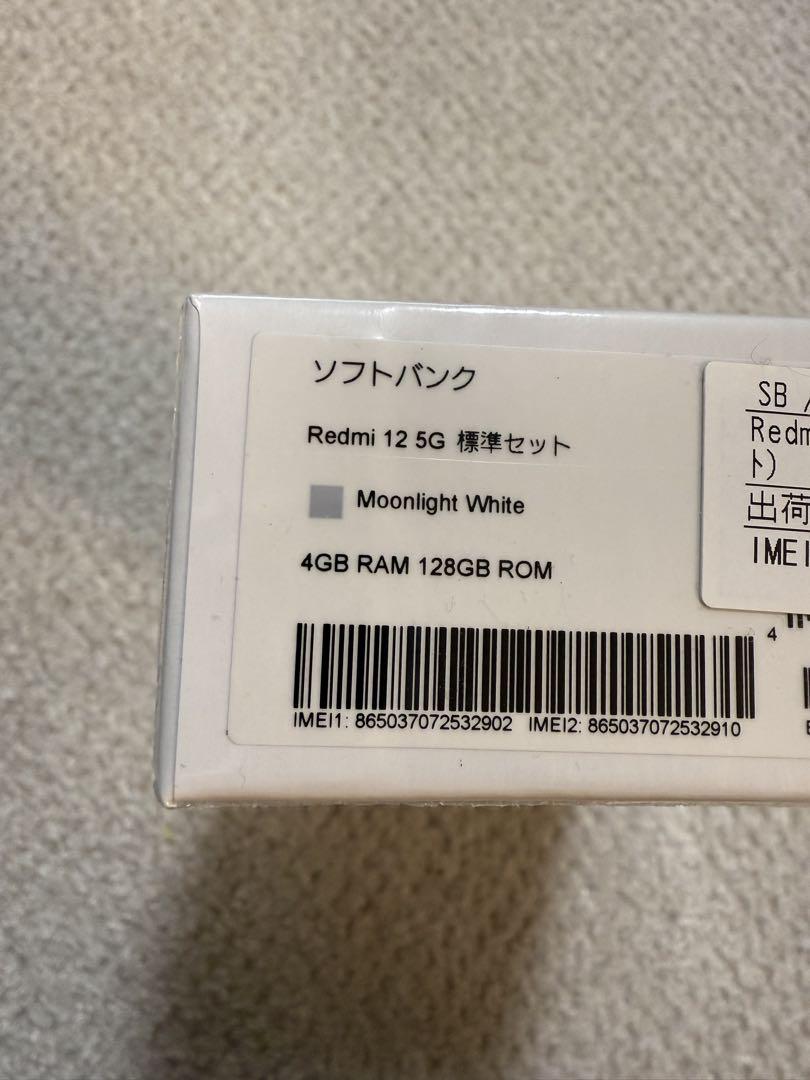 ソフトバンク
Redmi 12 5G 標準セット
Moonlight White
4GB RAM 128GB ROM
IMEI1: 865037072532902 IMEI2: 865037072532910
SB
Redm
ト)
出荷
IMEI
4